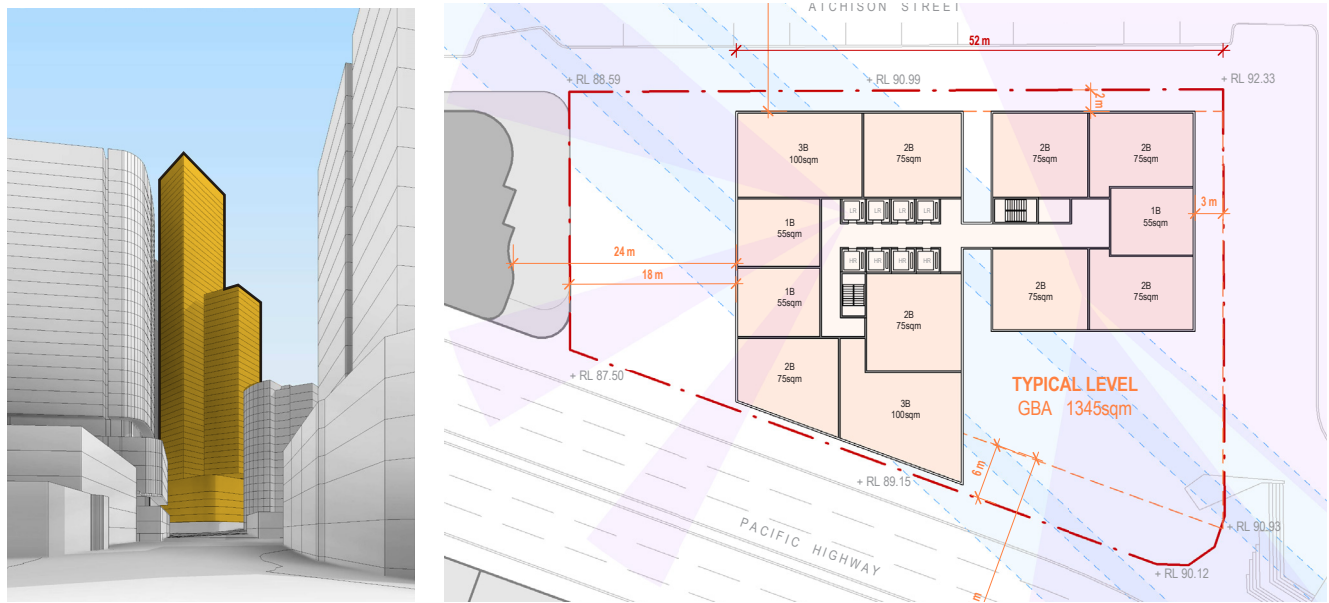 ATCHISON STREET
52 m
+ RL 88.59
+ RL 90.99
+ RL 92.33
2 m
3B
100sqm
2B
75sqm
2B
75sqm
2B
75sqm
1B
55sqm
LR
LR
LR
LR
1B
55sqm
3 m
24 m
18 m
HR
HR
HR
HR
1B
55sqm
2B
75sqm
2B
75sqm
2B
75sqm
2B
75sqm
3B
100sqm
+ RL 87.50
TYPICAL LEVEL
GBA 1345sqm
6 m
+ RL 89.15
PACIFIC HIGHWAY
+ RL 90.93
+ RL 90.12
m